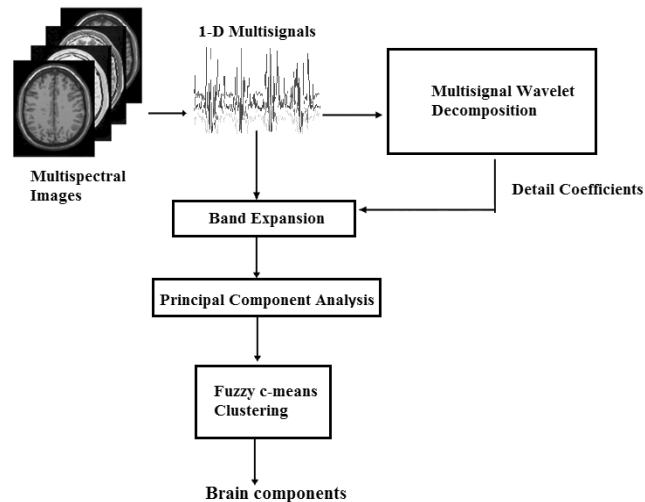 1-D Multisignals
Multisignal Wavelet
Decomposition
Multispectral
Images
Detail Coefficients
Band Expansion
Principal Component Analysis
Fuzzy c-means
Clustering
Brain components